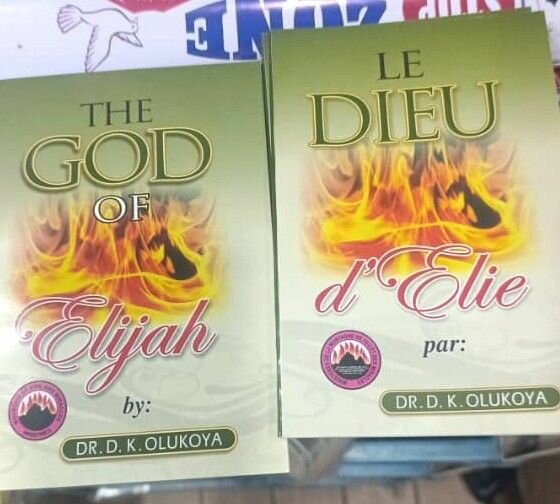 THE
GOD
OF
Elijah
by:
DR. D. K. OLUKOYA
LE
DIEU
d'Elie
par:
DR. D. K. OLUKOYA